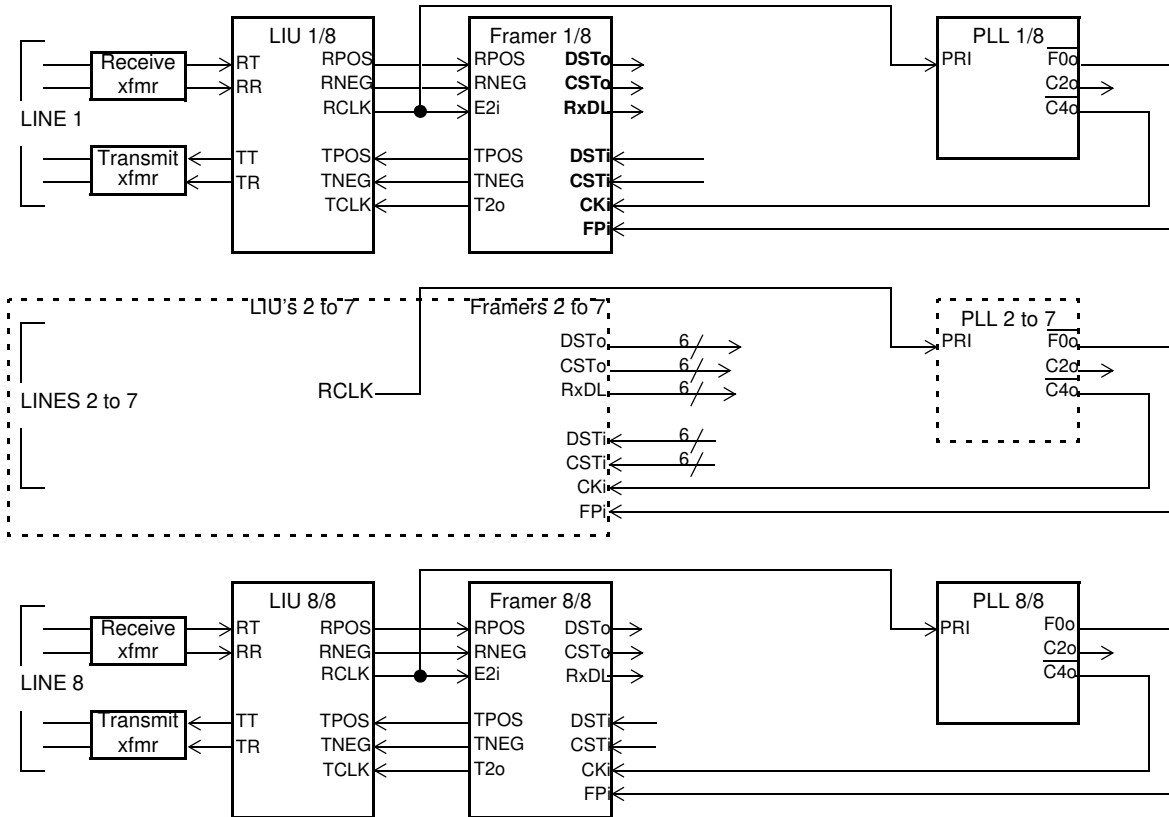 LIU 1/8 Framer 1/8 PLL 1/8
Receive xfmr RT RPOS RPOS DSTo PRI F0o
RR RNEG RNEG CSTo C2o
RCLK E2i RxDL C4o
LINE 1
Transmit xfmr TT TPOS TPOS DSTi
TR TNEG TNEG CSTi
TCLK T2o CKi
FPi
LIU's 2 to 7 Framers 2 to 7 PLL 2 to 7
DSTo 6 PRI F0o
CSTo 6 C2o
LINES 2 to 7 RCLK RxDL 6 C4o
DSTi 6
CSTi 6
CKi
FPi
LIU 8/8 Framer 8/8 PLL 8/8
Receive xfmr RT RPOS RPOS DSTo PRI F0o
RR RNEG RNEG CSTo C2o
RCLK E2i RxDL C4o
LINE 8
Transmit xfmr TT TPOS TPOS DSTi
TR TNEG TNEG CSTi
TCLK T2o CKi
FPi